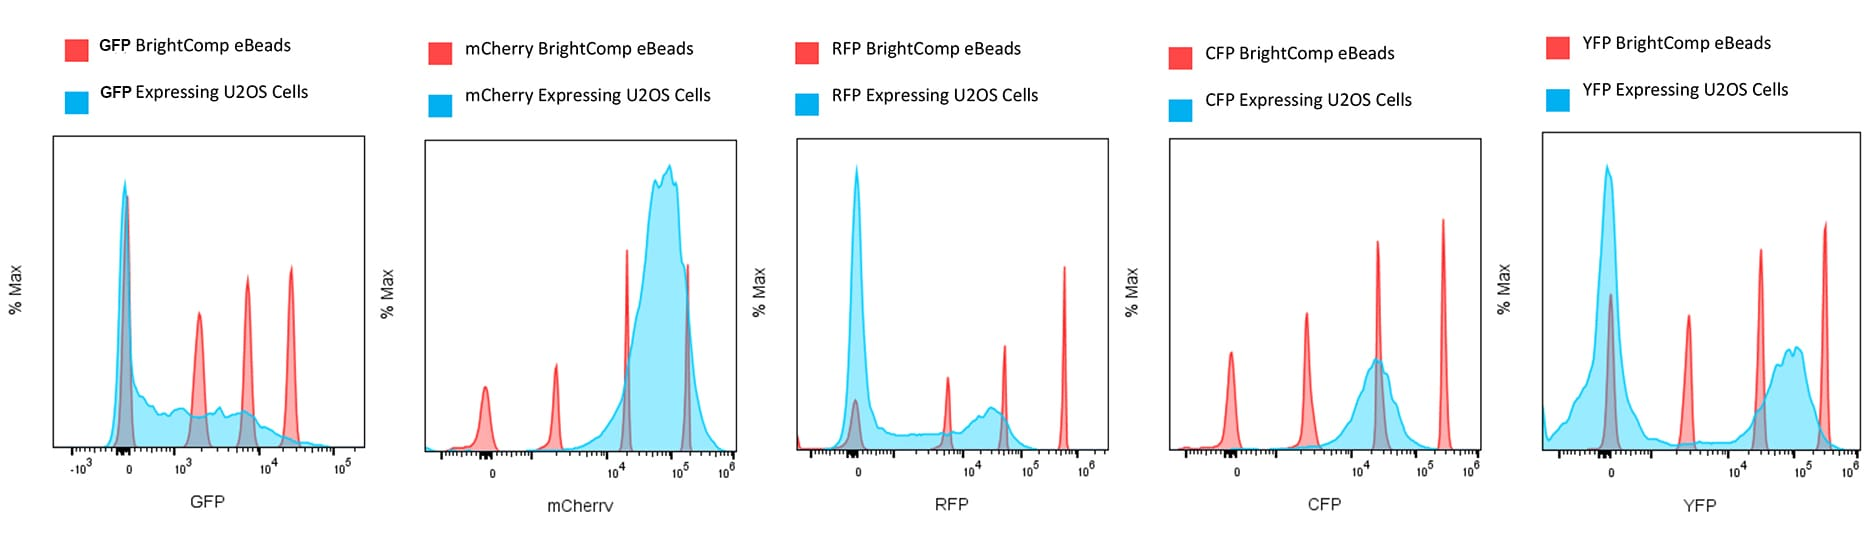 GFP BrightComp eBeads
GFP Expressing U2OS Cells
% Max
-10³ 0 10³ 10⁴ 10⁵
GFP
mCherry BrightComp eBeads
mCherry Expressing U2OS Cells
% Max
0 10⁴ 10⁵ 10⁶
mCherry
RFP BrightComp eBeads
RFP Expressing U2OS Cells
% Max
0 10⁴ 10⁵ 10⁶
RFP
CFP BrightComp eBeads
CFP Expressing U2OS Cells
% Max
0 10⁴ 10⁵ 10⁶
CFP
YFP BrightComp eBeads
YFP Expressing U2OS Cells
% Max
0 10⁴ 10⁵ 10⁶
YFP